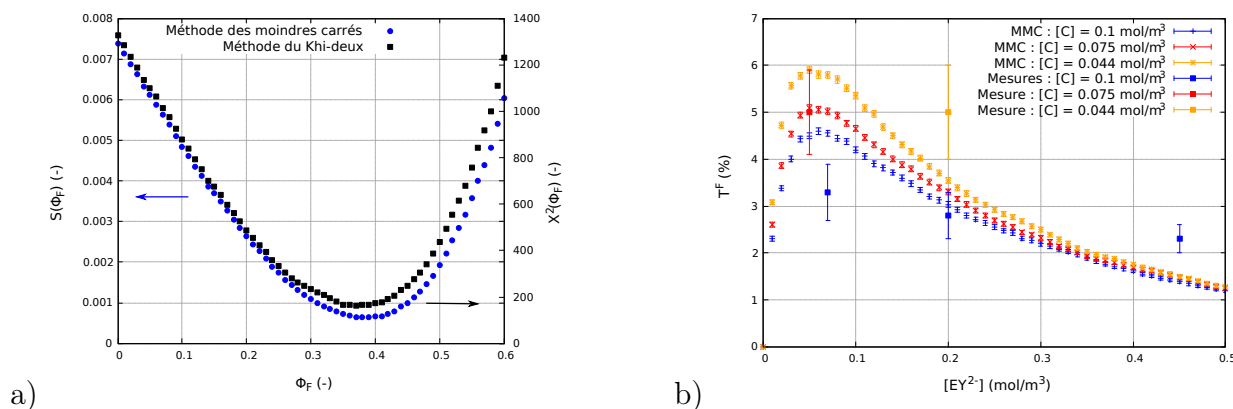 Méthode des moindres carrés
Méthode du Khi-deux
0.008
0.007
0.006
0.005
0.004
0.003
0.002
0.001
0
S(Φ_F) (-)
1400
1200
1000
800
600
400
200
0
X²(Φ_F) (-)
0 0.1 0.2 0.3 0.4 0.5 0.6
Φ_F (-)
a)
MMC : [C] = 0.1 mol/m³
MMC : [C] = 0.075 mol/m³
MMC : [C] = 0.044 mol/m³
Mesures : [C] = 0.1 mol/m³
Mesure : [C] = 0.075 mol/m³
Mesure : [C] = 0.044 mol/m³
7
6
5
4
3
2
1
0
T^F (%)
0 0.1 0.2 0.3 0.4 0.5
[EY²⁻] (mol/m³)
b)